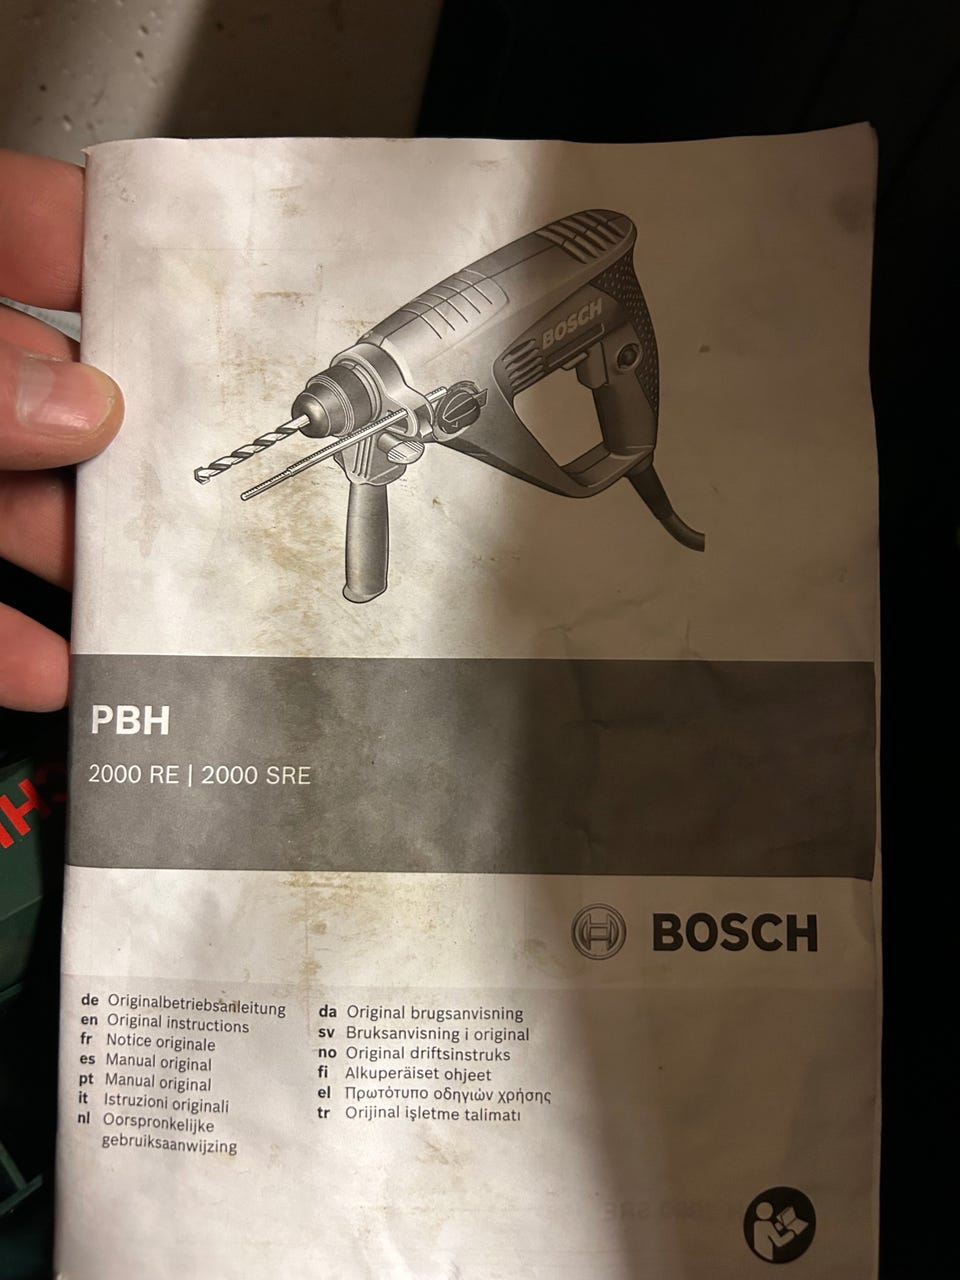 BOSCH
PBH
2000 RE | 2000 SRE
BOSCH
de Originalbetriebsanleitung
en Original instructions
fr Notice originale
es Manual original
pt Manual original
it Istruzioni originali
nl Oorspronkelijke
gebruiksaanwijzing
da Original brugsanvisning
sv Bruksanvisning i original
no Original driftsinstruks
fi Alkuperäiset ohjeet
el Πρωτότυπο οδηγιών χρήσης
tr Orijinal işletme talimatı